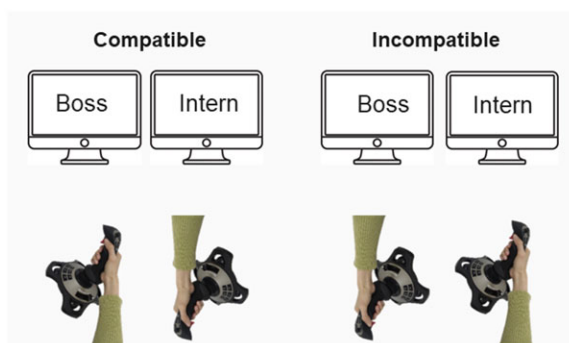 Compatible
Incompatible
Boss
Intern
Boss
Intern